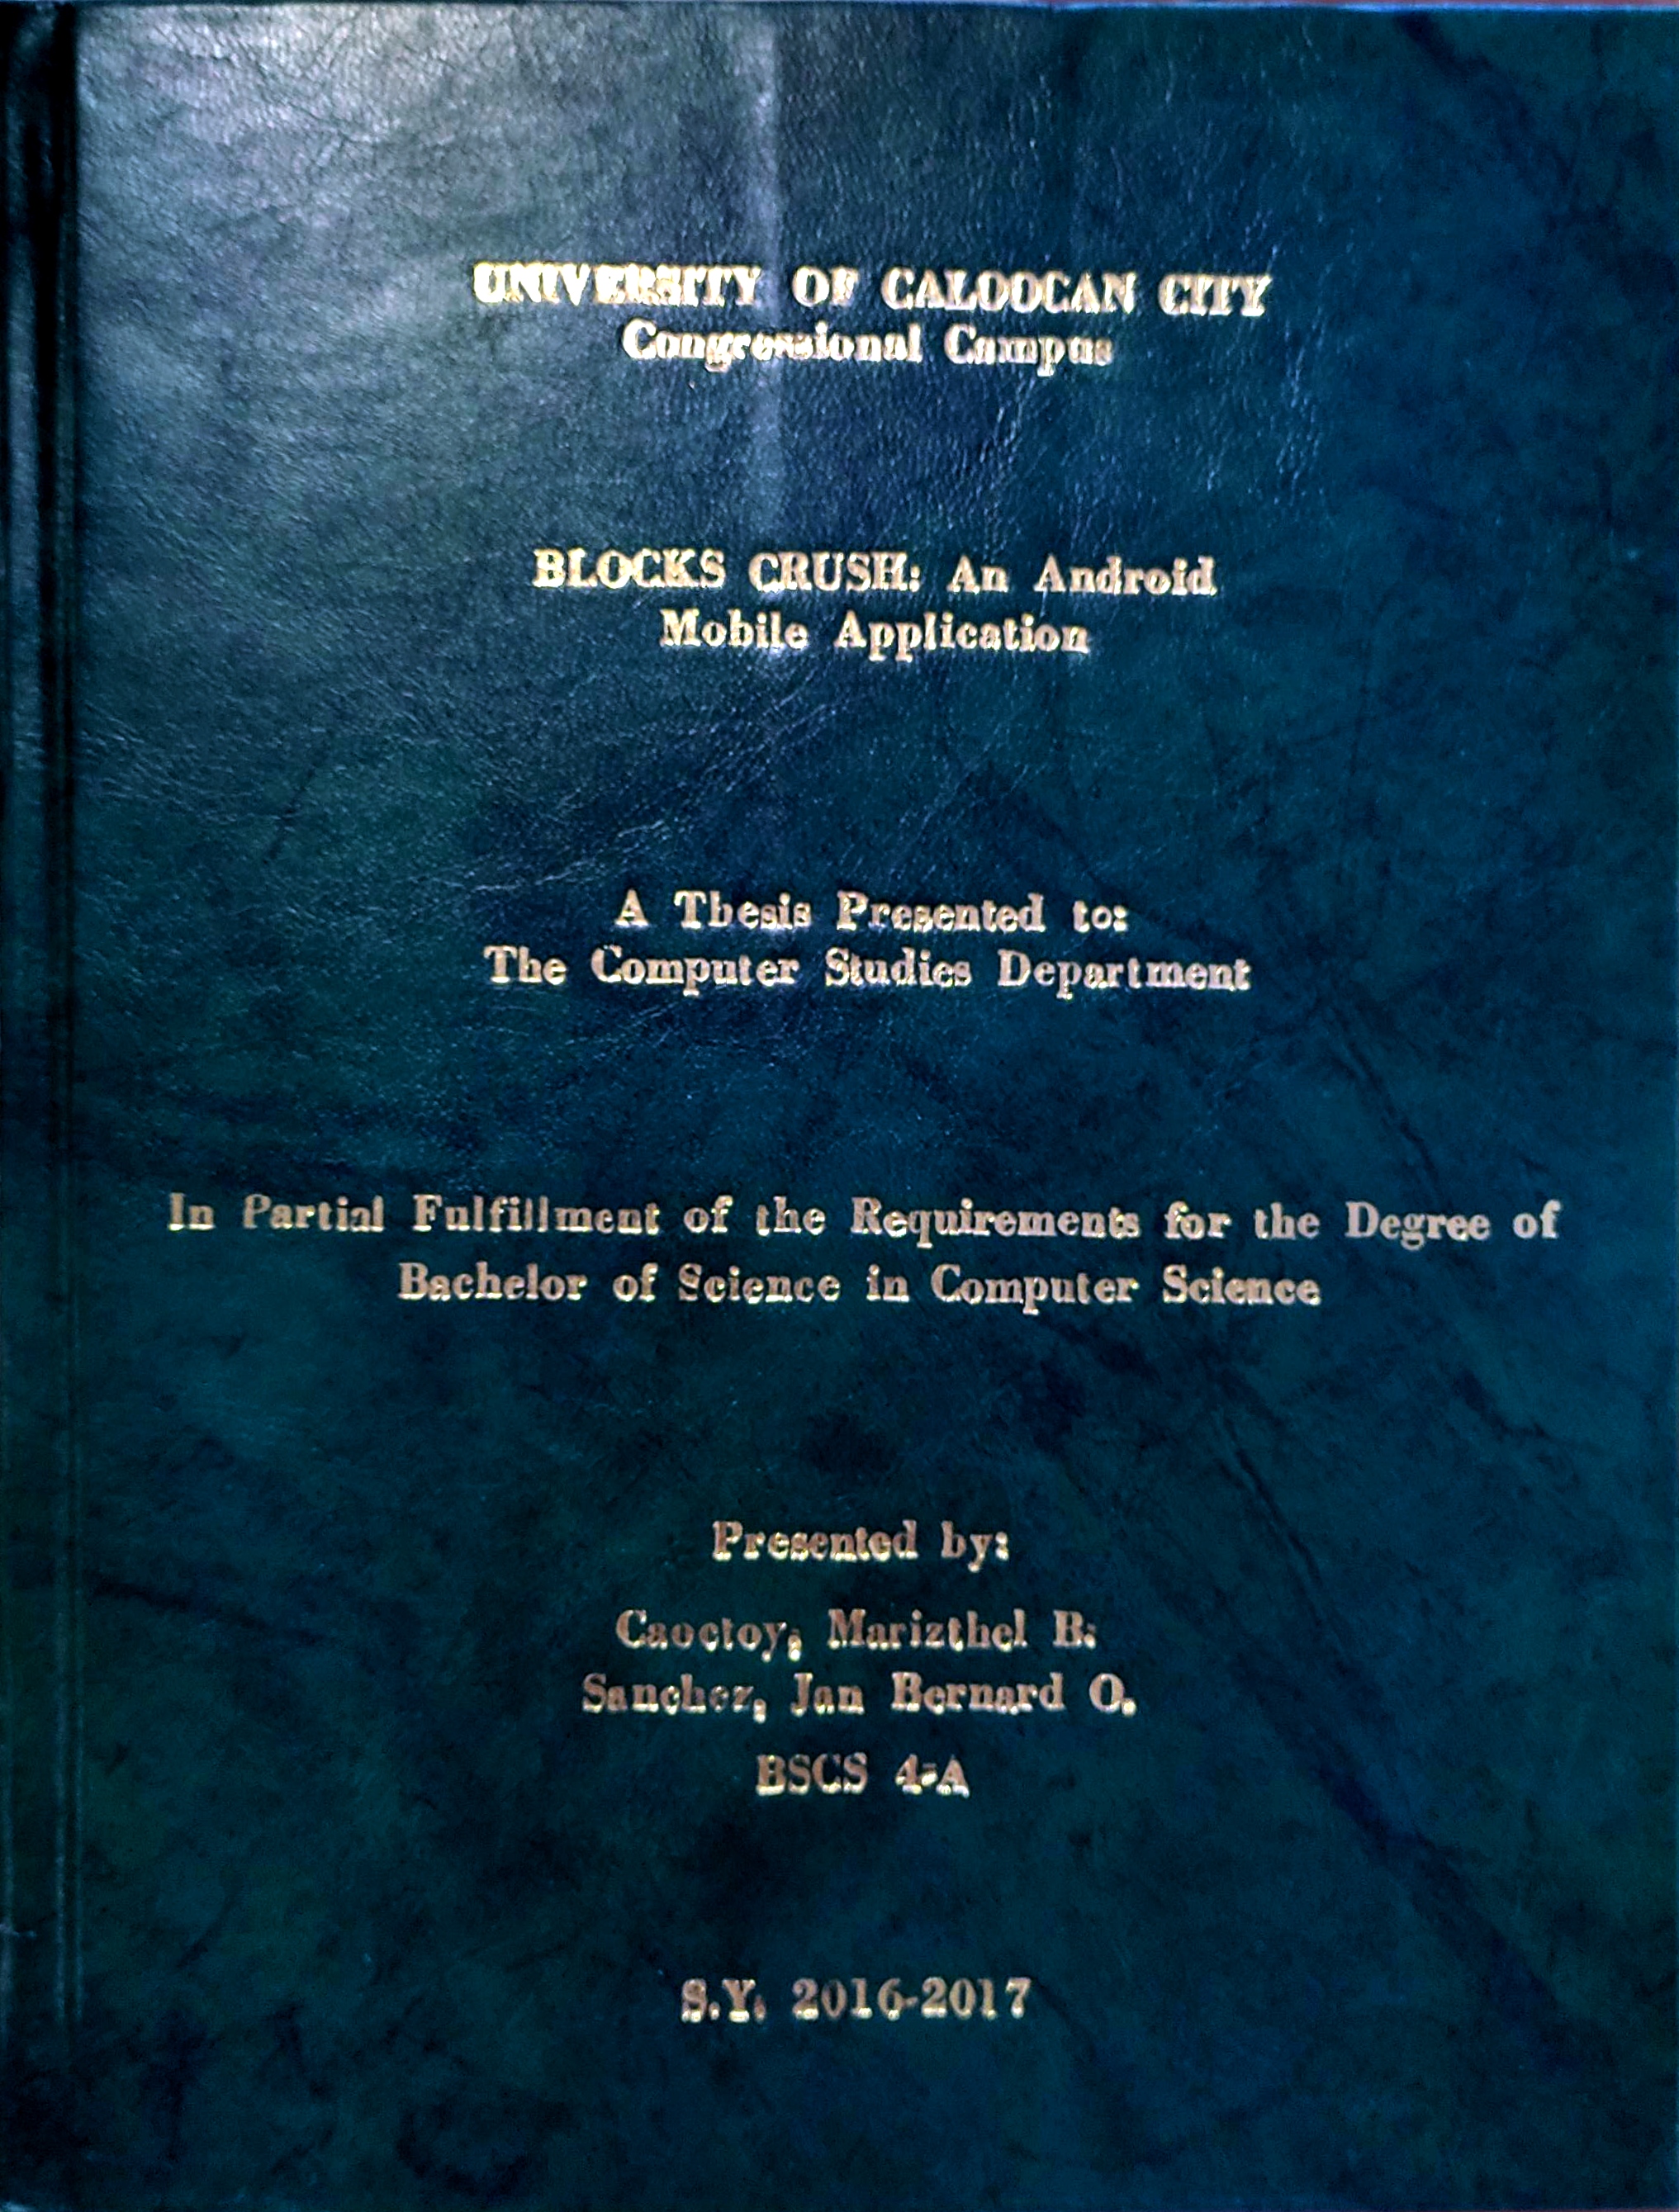 UNIVERSITY OF CALOOCAN CITY
Congressional Campus
BLOCKS CRUSH: An Android
Mobile Application
A Thesis Presented to:
The Computer Studies Department
In Partial Fulfillment of the Requirements for the Degree of
Bachelor of Science in Computer Science
Presented by:
Caoctoy, Marizthel B.
Sanchez, Jan Bernard O.
BSCS 4-A
S.Y. 2016-2017